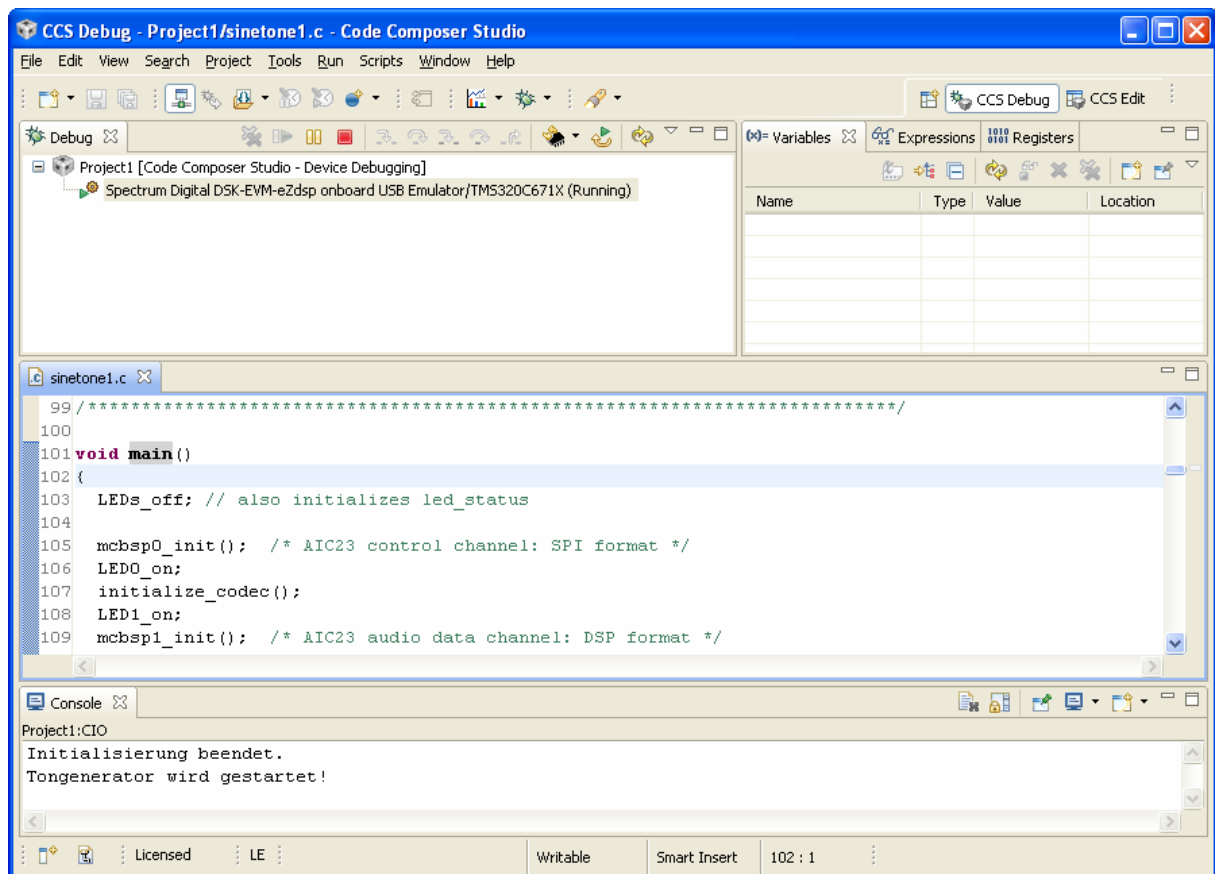 CCS Debug - Project1/sinetone1.c - Code Composer Studio
File Edit View Search Project Tools Run Scripts Window Help
CCS Debug CCS Edit
Debug
(x)= Variables Expressions 1010 0101 Registers
Project1 [Code Composer Studio - Device Debugging]
Spectrum Digital DSK-EVM-eZdsp onboard USB Emulator/TMS320C671X (Running)
Name Type Value Location
.c sinetone1.c
99 /***************************************************************************/
100
101 void main()
102 {
103 LEDs_off; // also initializes led_status
104
105 mcbsp0_init(); /* AIC23 control channel: SPI format */
106 LED0_on;
107 initialize_codec();
108 LED1_on;
109 mcbsp1_init(); /* AIC23 audio data channel: DSP format */
Console
Project1:CIO
Initialisierung beendet.
Tongenerator wird gestartet!
Licensed LE Writable Smart Insert 102 : 1